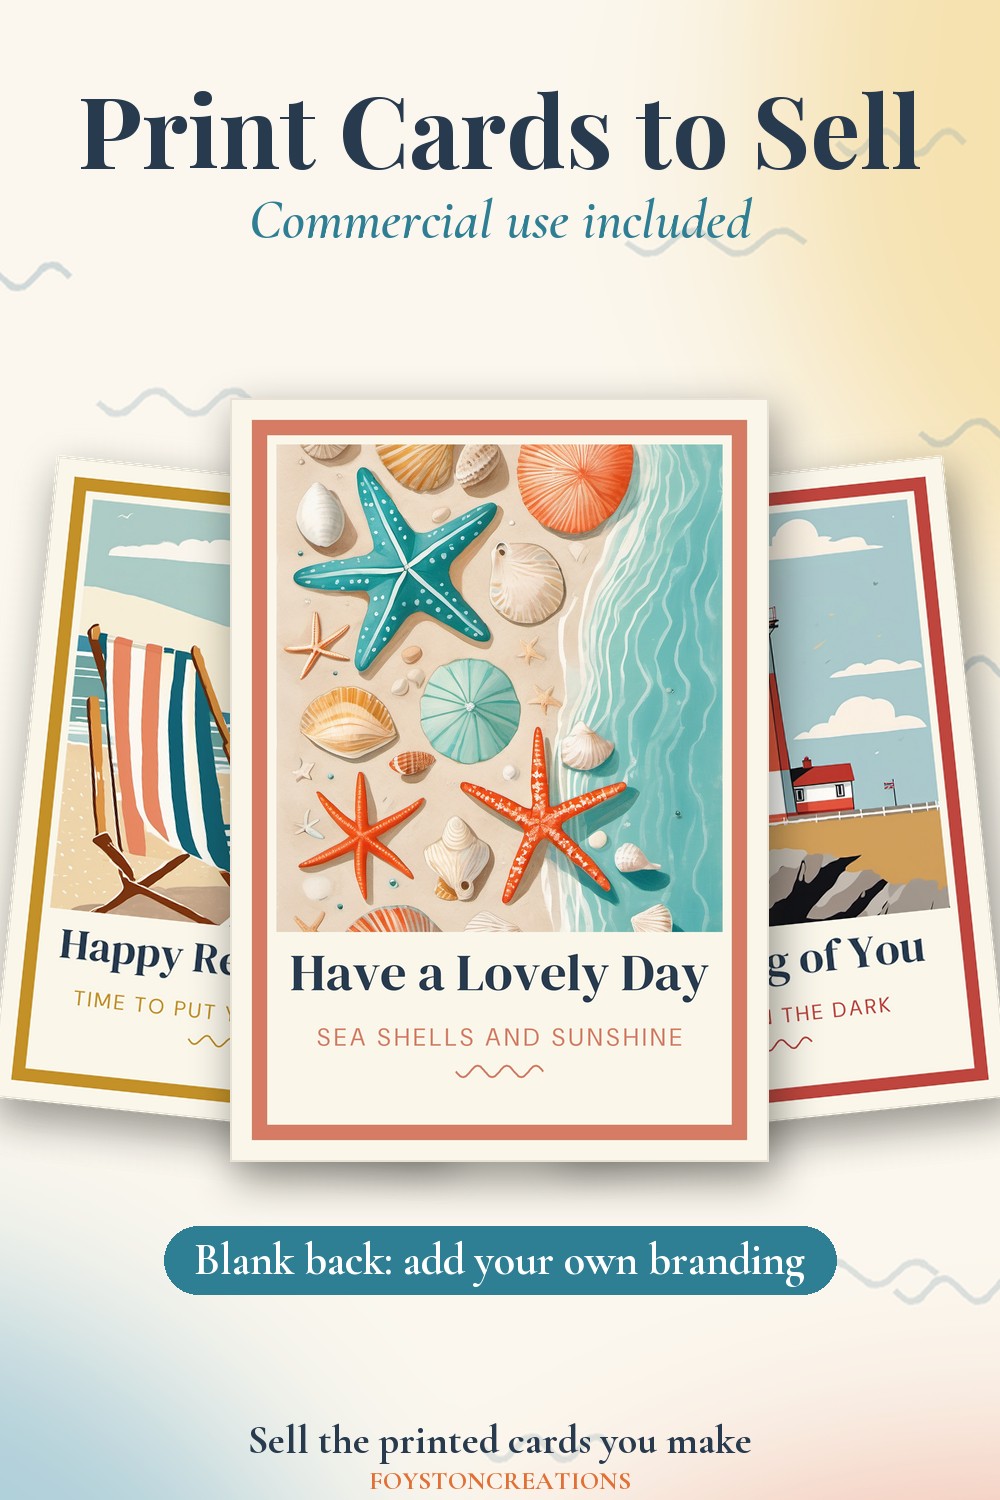 Print Cards to Sell
Commercial use included
Happy Re
TIME TO PUT
Have a Lovely Day
SEA SHELLS AND SUNSHINE
g of You
THE DARK
Blank back: add your own branding
Sell the printed cards you make
FOYSTONCREATIONS